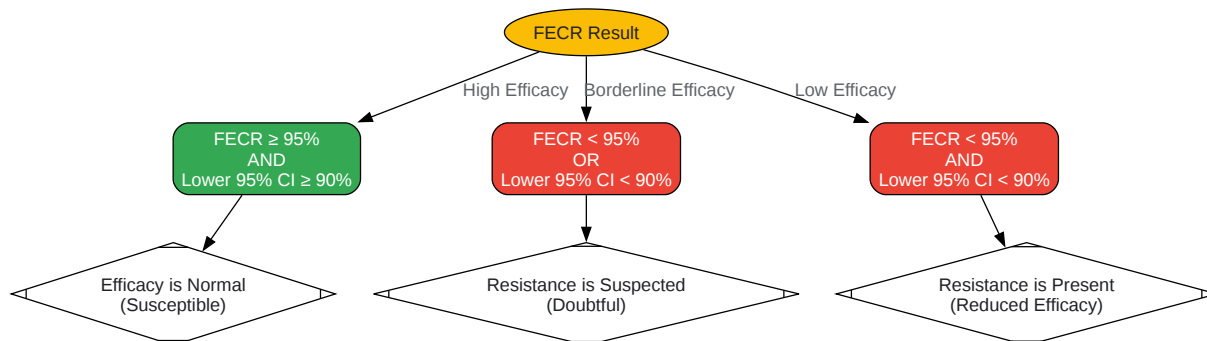 FECR Result
High Efficacy
Borderline Efficacy
Low Efficacy
FECR ≥ 95%
AND
Lower 95% CI ≥ 90%
FECR < 95%
OR
Lower 95% CI < 90%
FECR < 95%
AND
Lower 95% CI < 90%
Efficacy is Normal
(Susceptible)
Resistance is Suspected
(Doubtful)
Resistance is Present
(Reduced Efficacy)